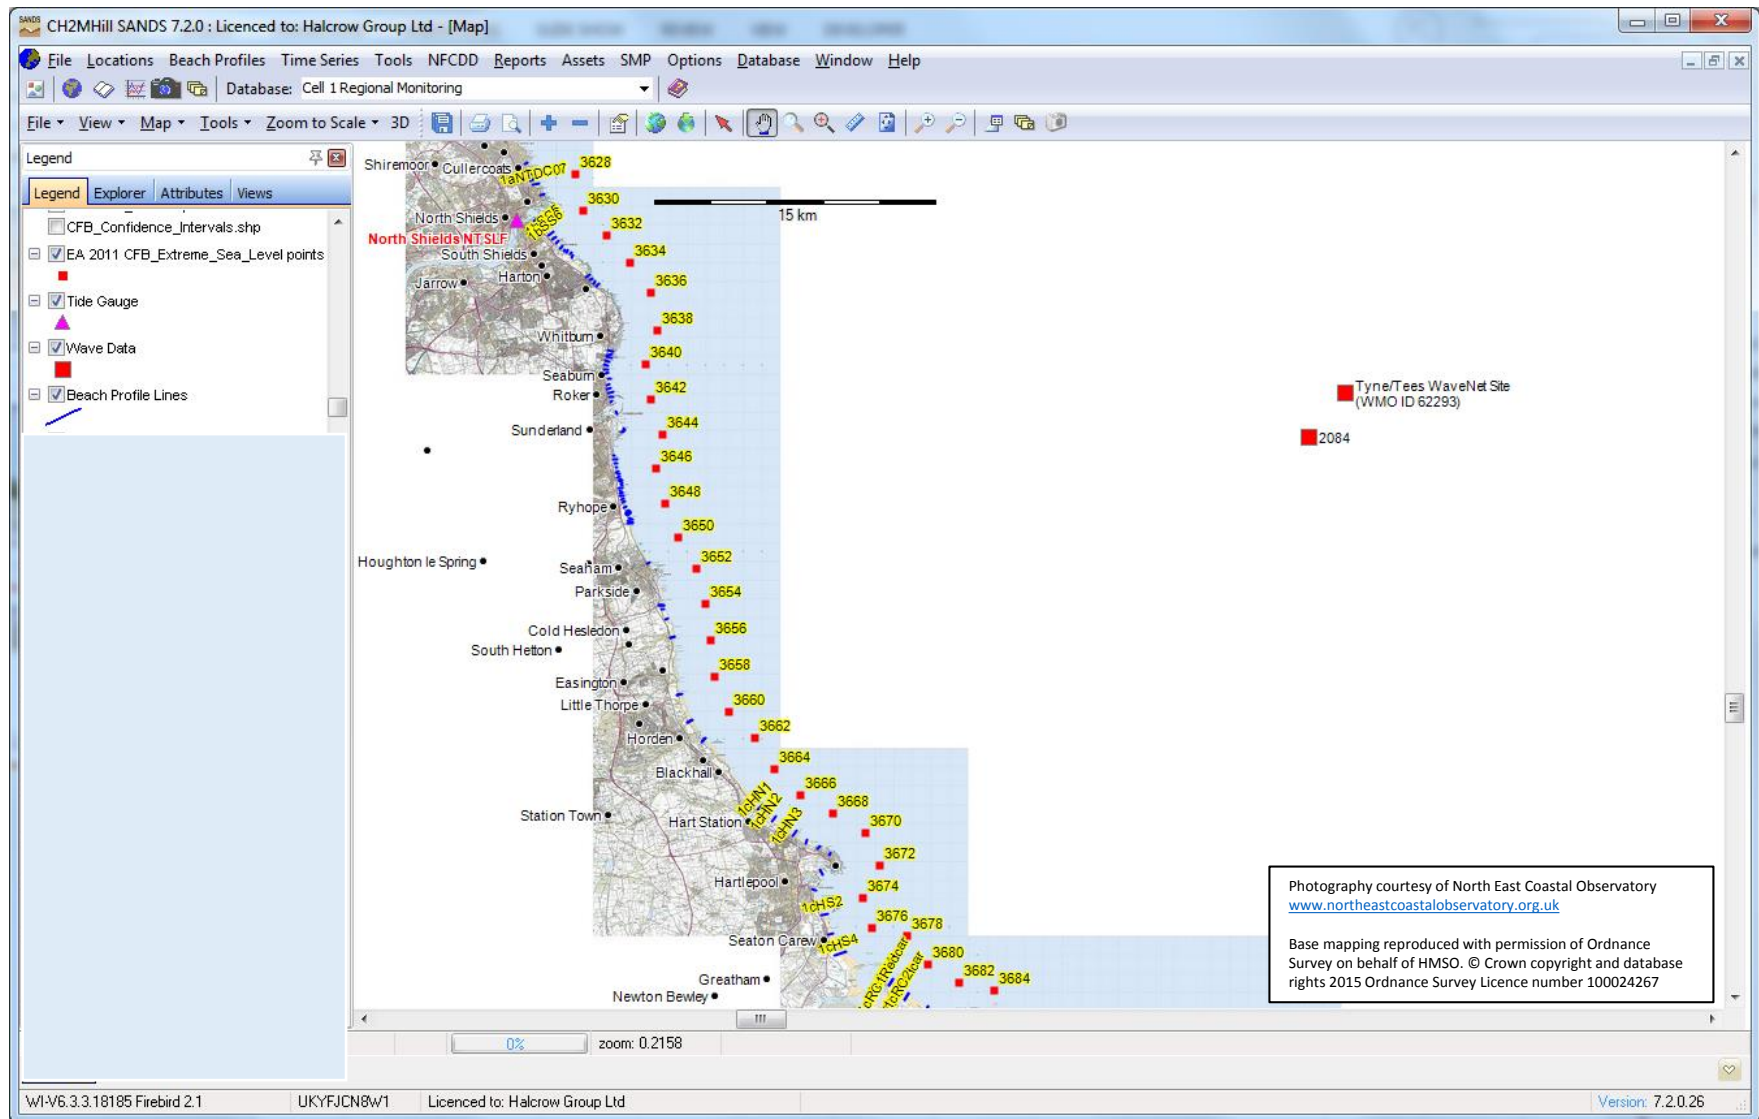 SANDS
CH2MHill SANDS 7.2.0 : Licenced to: Halcrow Group Ltd - [Map]
File Locations Beach Profiles Time Series Tools NFCDD Reports Assets SMP Options Database Window Help
Database: Cell 1 Regional Monitoring
File View Map Tools Zoom to Scale 3D
Legend
Legend Explorer Attributes Views
CFB_Confidence_Intervals.shp
EA 2011 CFB_Extreme_Sea_Level points
Tide Gauge
Wave Data
Beach Profile Lines
Shiremoor
Cullercoats
1aNTDC07
3628
3630
15 km
North Shields
1bSS6
3632
North Shields NTSLF
South Shields
3634
Jarrow
Harton
3636
3638
Whitburn
3640
Seaburn
3642
Roker
Tyne/Tees WaveNet Site
(WMO ID 62293)
3644
Sunderland
2084
3646
3648
Ryhope
3650
3652
Houghton le Spring
Seaham
Parkside
3654
3656
Cold Hesledon
South Hetton
3658
Easington
3660
Little Thorpe
3662
Horden
3664
Blackhall
3666
1cHN1
1cHN2
1cHN3
3668
Station Town
Hart Station
3670
3672
Hartlepool
3674
1cHS2
3676
3678
Seaton Carew
1cHS4
3680
3682
3684
Greatham
Newton Bewley
Photography courtesy of North East Coastal Observatory
www.northeastcoastalobservatory.org.uk
Base mapping reproduced with permission of Ordnance
Survey on behalf of HMSO. © Crown copyright and database
rights 2015 Ordnance Survey Licence number 100024267
0%
zoom: 0.2158
WI-V6.3.3.18185 Firebird 2.1
UKYFJCN8W1
Licenced to: Halcrow Group Ltd
Version: 7.2.0.26